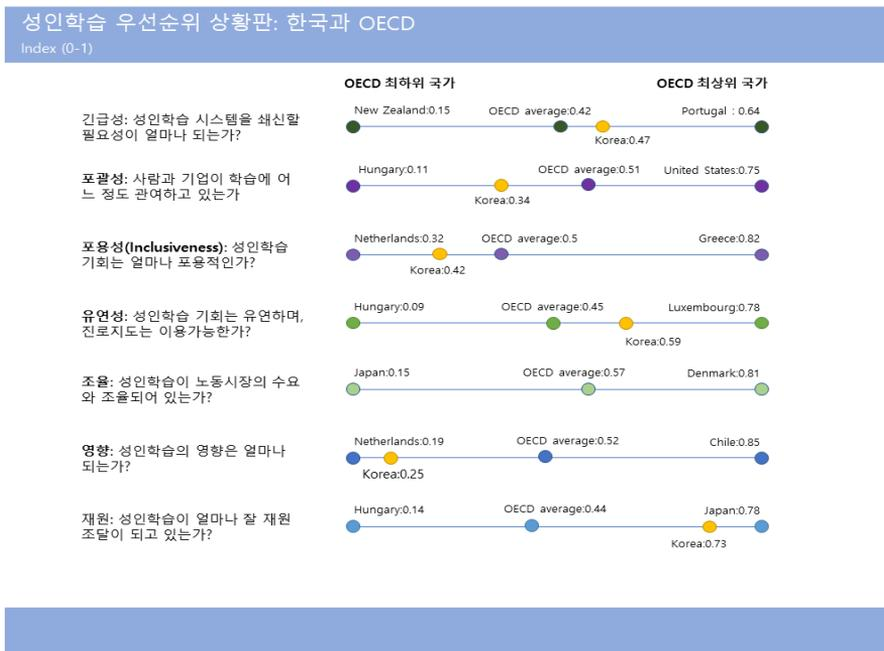 성인학습 우선순위 상황판: 한국과 OECD
Index (0-1)
OECD 최하위 국가
OECD 최상위 국가
긴급성: 성인학습 시스템을 쇄신할
필요성이 얼마나 되는가?
New Zealand:0.15
OECD average:0.42
Portugal : 0.64
Korea:0.47
포괄성: 사람과 기업이 학습에 어
느 정도 관여하고 있는가
Hungary:0.11
OECD average:0.51
United States:0.75
Korea:0.34
포용성(Inclusiveness): 성인학습
기회는 얼마나 포용적인가?
Netherlands:0.32
OECD average:0.5
Greece:0.82
Korea:0.42
유연성: 성인학습 기회는 유연하며,
진로지도는 이용가능한가?
Hungary:0.09
OECD average:0.45
Luxembourg:0.78
Korea:0.59
조율: 성인학습이 노동시장의 수요
와 조율되어 있는가?
Japan:0.15
OECD average:0.57
Denmark:0.81
영향: 성인학습의 영향은 얼마나
되는가?
Netherlands:0.19
OECD average:0.52
Chile:0.85
Korea:0.25
재원: 성인학습이 얼마나 잘 재원
조달이 되고 있는가?
Hungary:0.14
OECD average:0.44
Japan:0.78
Korea:0.73